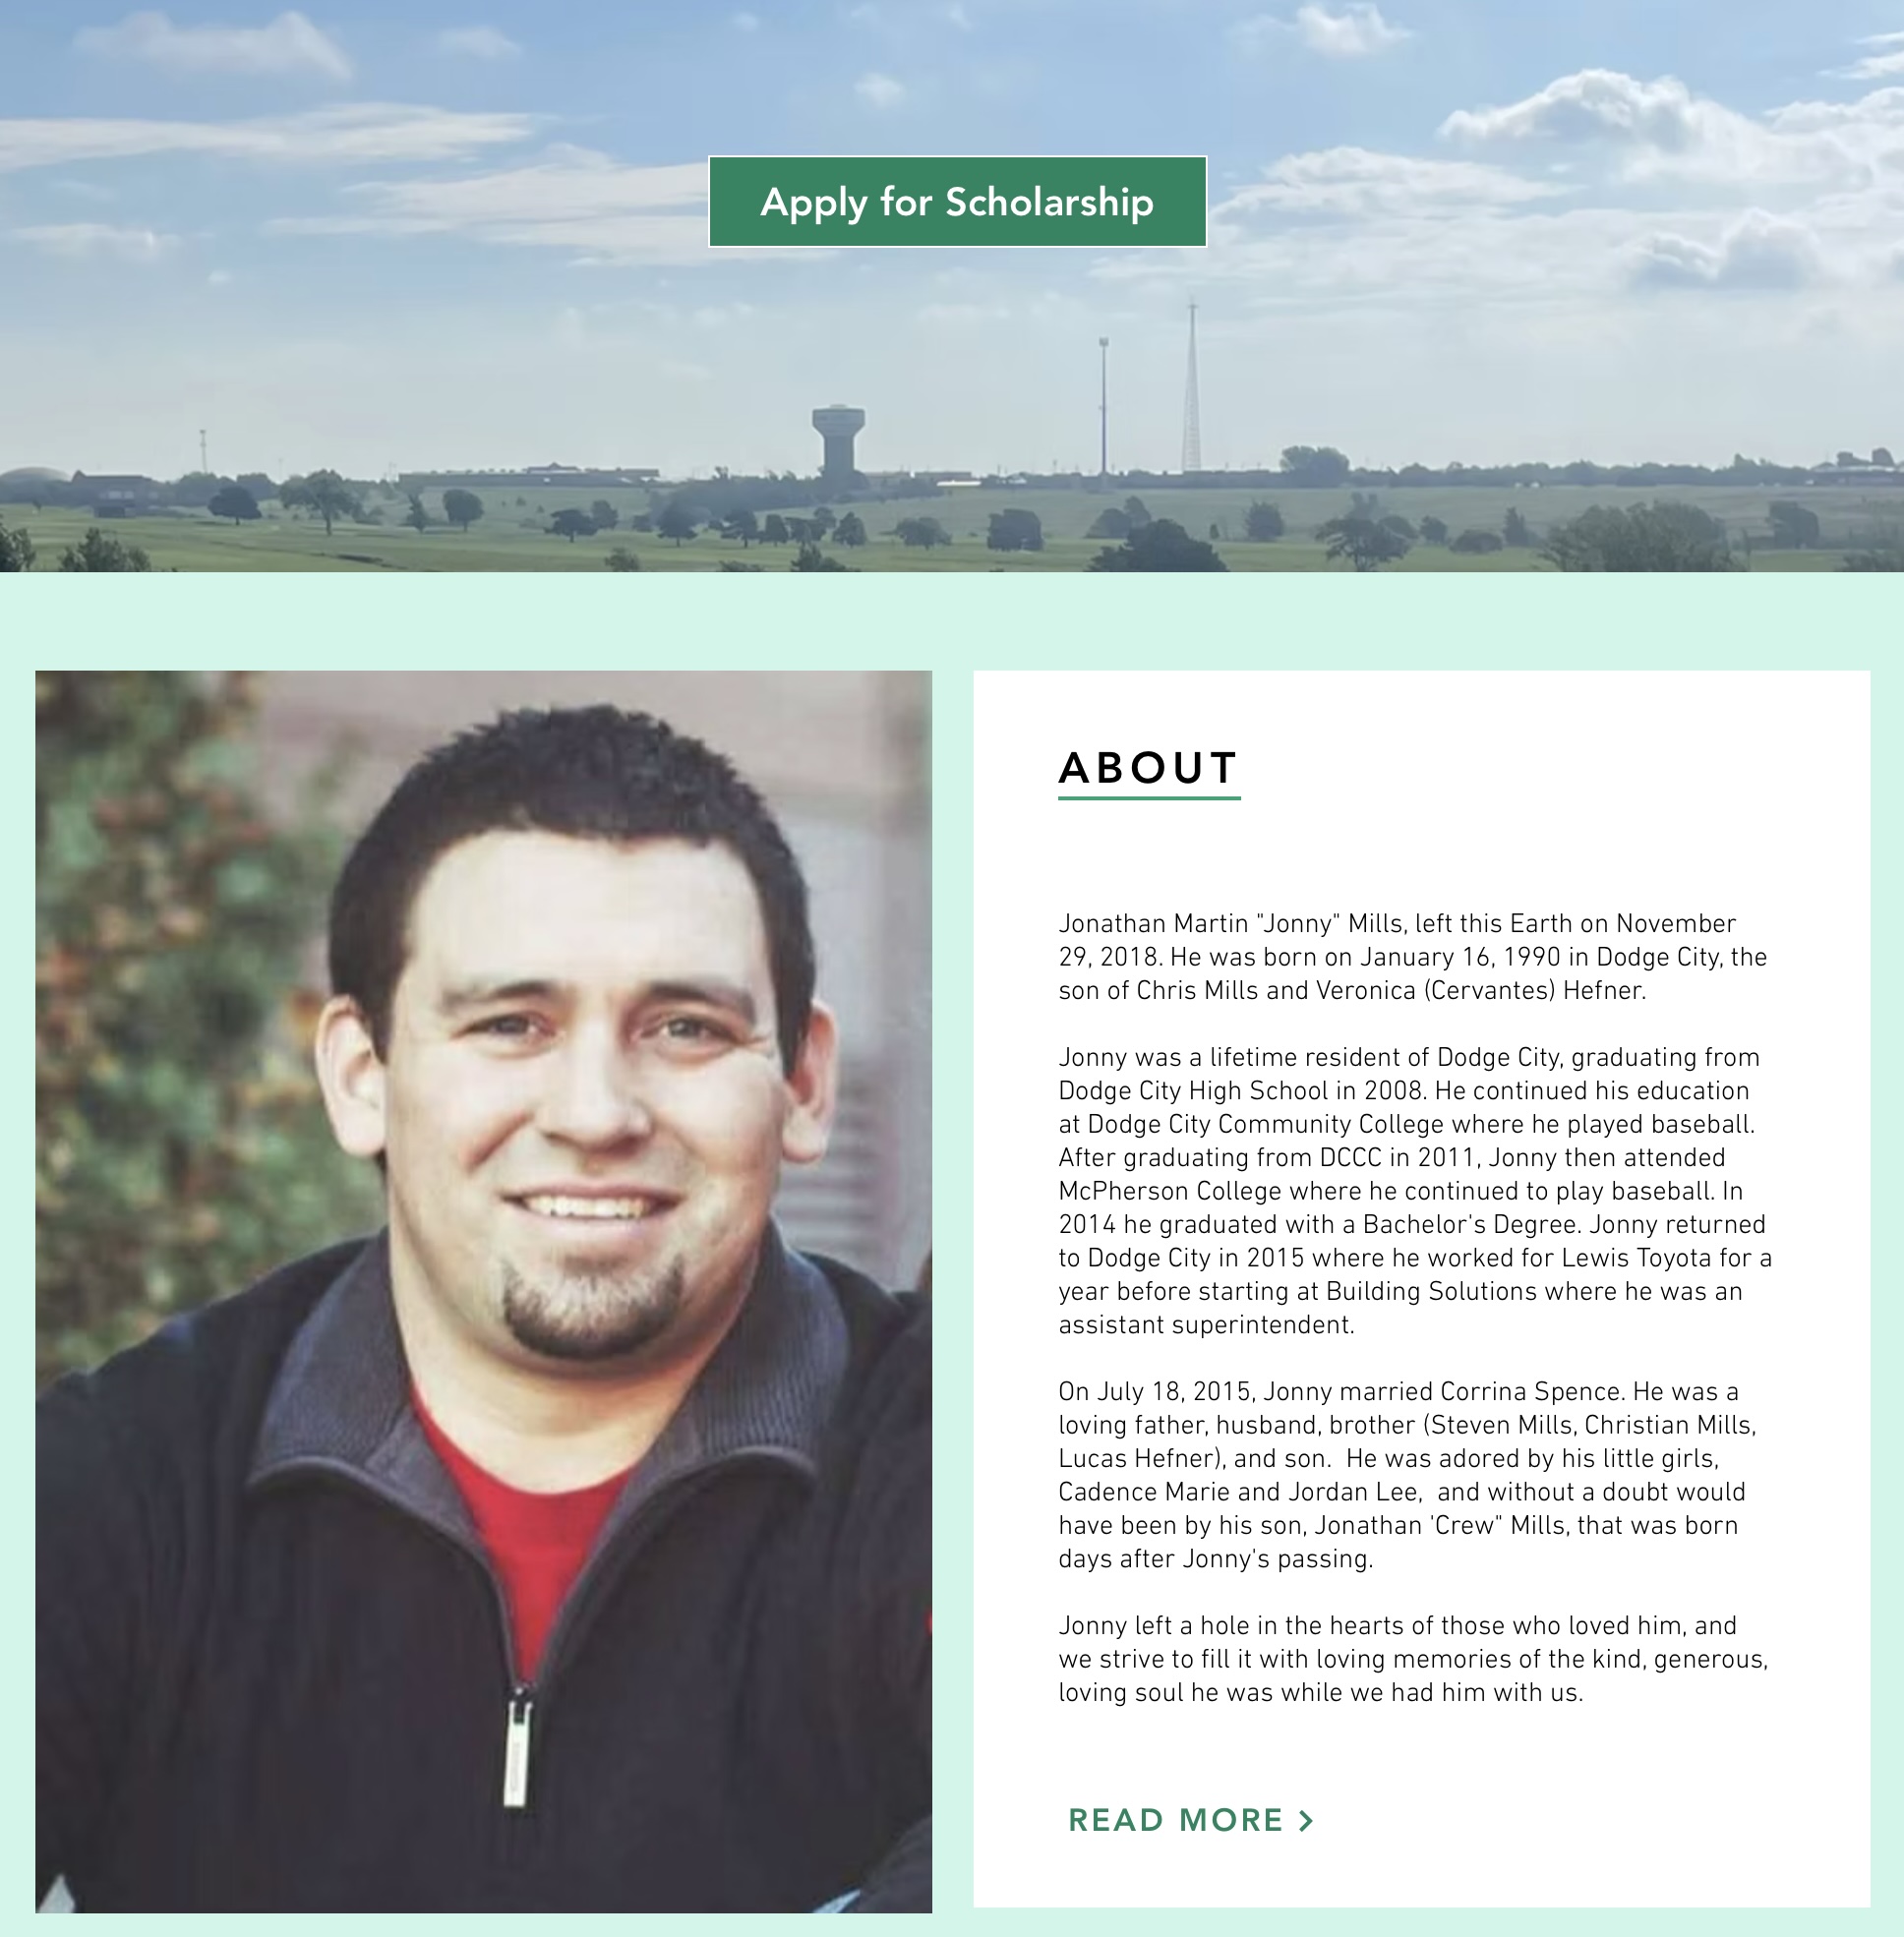 Apply for Scholarship
ABOUT
Jonathan Martin "Jonny" Mills, left this Earth on November
29, 2018. He was born on January 16, 1990 in Dodge City, the
son of Chris Mills and Veronica (Cervantes) Hefner.
Jonny was a lifetime resident of Dodge City, graduating from
Dodge City High School in 2008. He continued his education
at Dodge City Community College where he played baseball.
After graduating from DCCC in 2011, Jonny then attended
McPherson College where he continued to play baseball. In
2014 he graduated with a Bachelor's Degree. Jonny returned
to Dodge City in 2015 where he worked for Lewis Toyota for a
year before starting at Building Solutions where he was an
assistant superintendent.
On July 18, 2015, Jonny married Corrina Spence. He was a
loving father, husband, brother (Steven Mills, Christian Mills,
Lucas Hefner), and son.  He was adored by his little girls,
Cadence Marie and Jordan Lee,  and without a doubt would
have been by his son, Jonathan 'Crew" Mills, that was born
days after Jonny's passing.
Jonny left a hole in the hearts of those who loved him, and
we strive to fill it with loving memories of the kind, generous,
loving soul he was while we had him with us.
READ MORE >